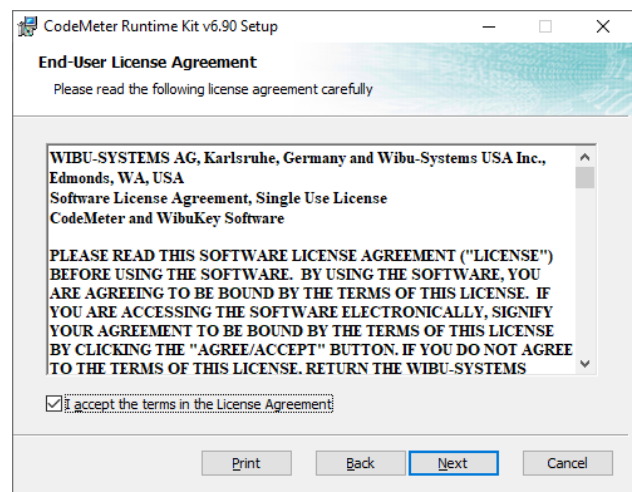 CodeMeter Runtime Kit v6.90 Setup
End-User License Agreement
Please read the following license agreement carefully
WIBU-SYSTEMS AG, Karlsruhe, Germany and Wibu-Systems USA Inc.,
Edmonds, WA, USA
Software License Agreement, Single Use License
CodeMeter and WibuKey Software
PLEASE READ THIS SOFTWARE LICENSE AGREEMENT ("LICENSE")
BEFORE USING THE SOFTWARE.  BY USING THE SOFTWARE, YOU
ARE AGREEING TO BE BOUND BY THE TERMS OF THIS LICENSE.  IF
YOU ARE ACCESSING THE SOFTWARE ELECTRONICALLY, SIGNIFY
YOUR AGREEMENT TO BE BOUND BY THE TERMS OF THIS LICENSE
BY CLICKING THE "AGREE/ACCEPT" BUTTON. IF YOU DO NOT AGREE
TO THE TERMS OF THIS LICENSE, RETURN THE WIBU-SYSTEMS
I accept the terms in the License Agreement
Print Back Next Cancel